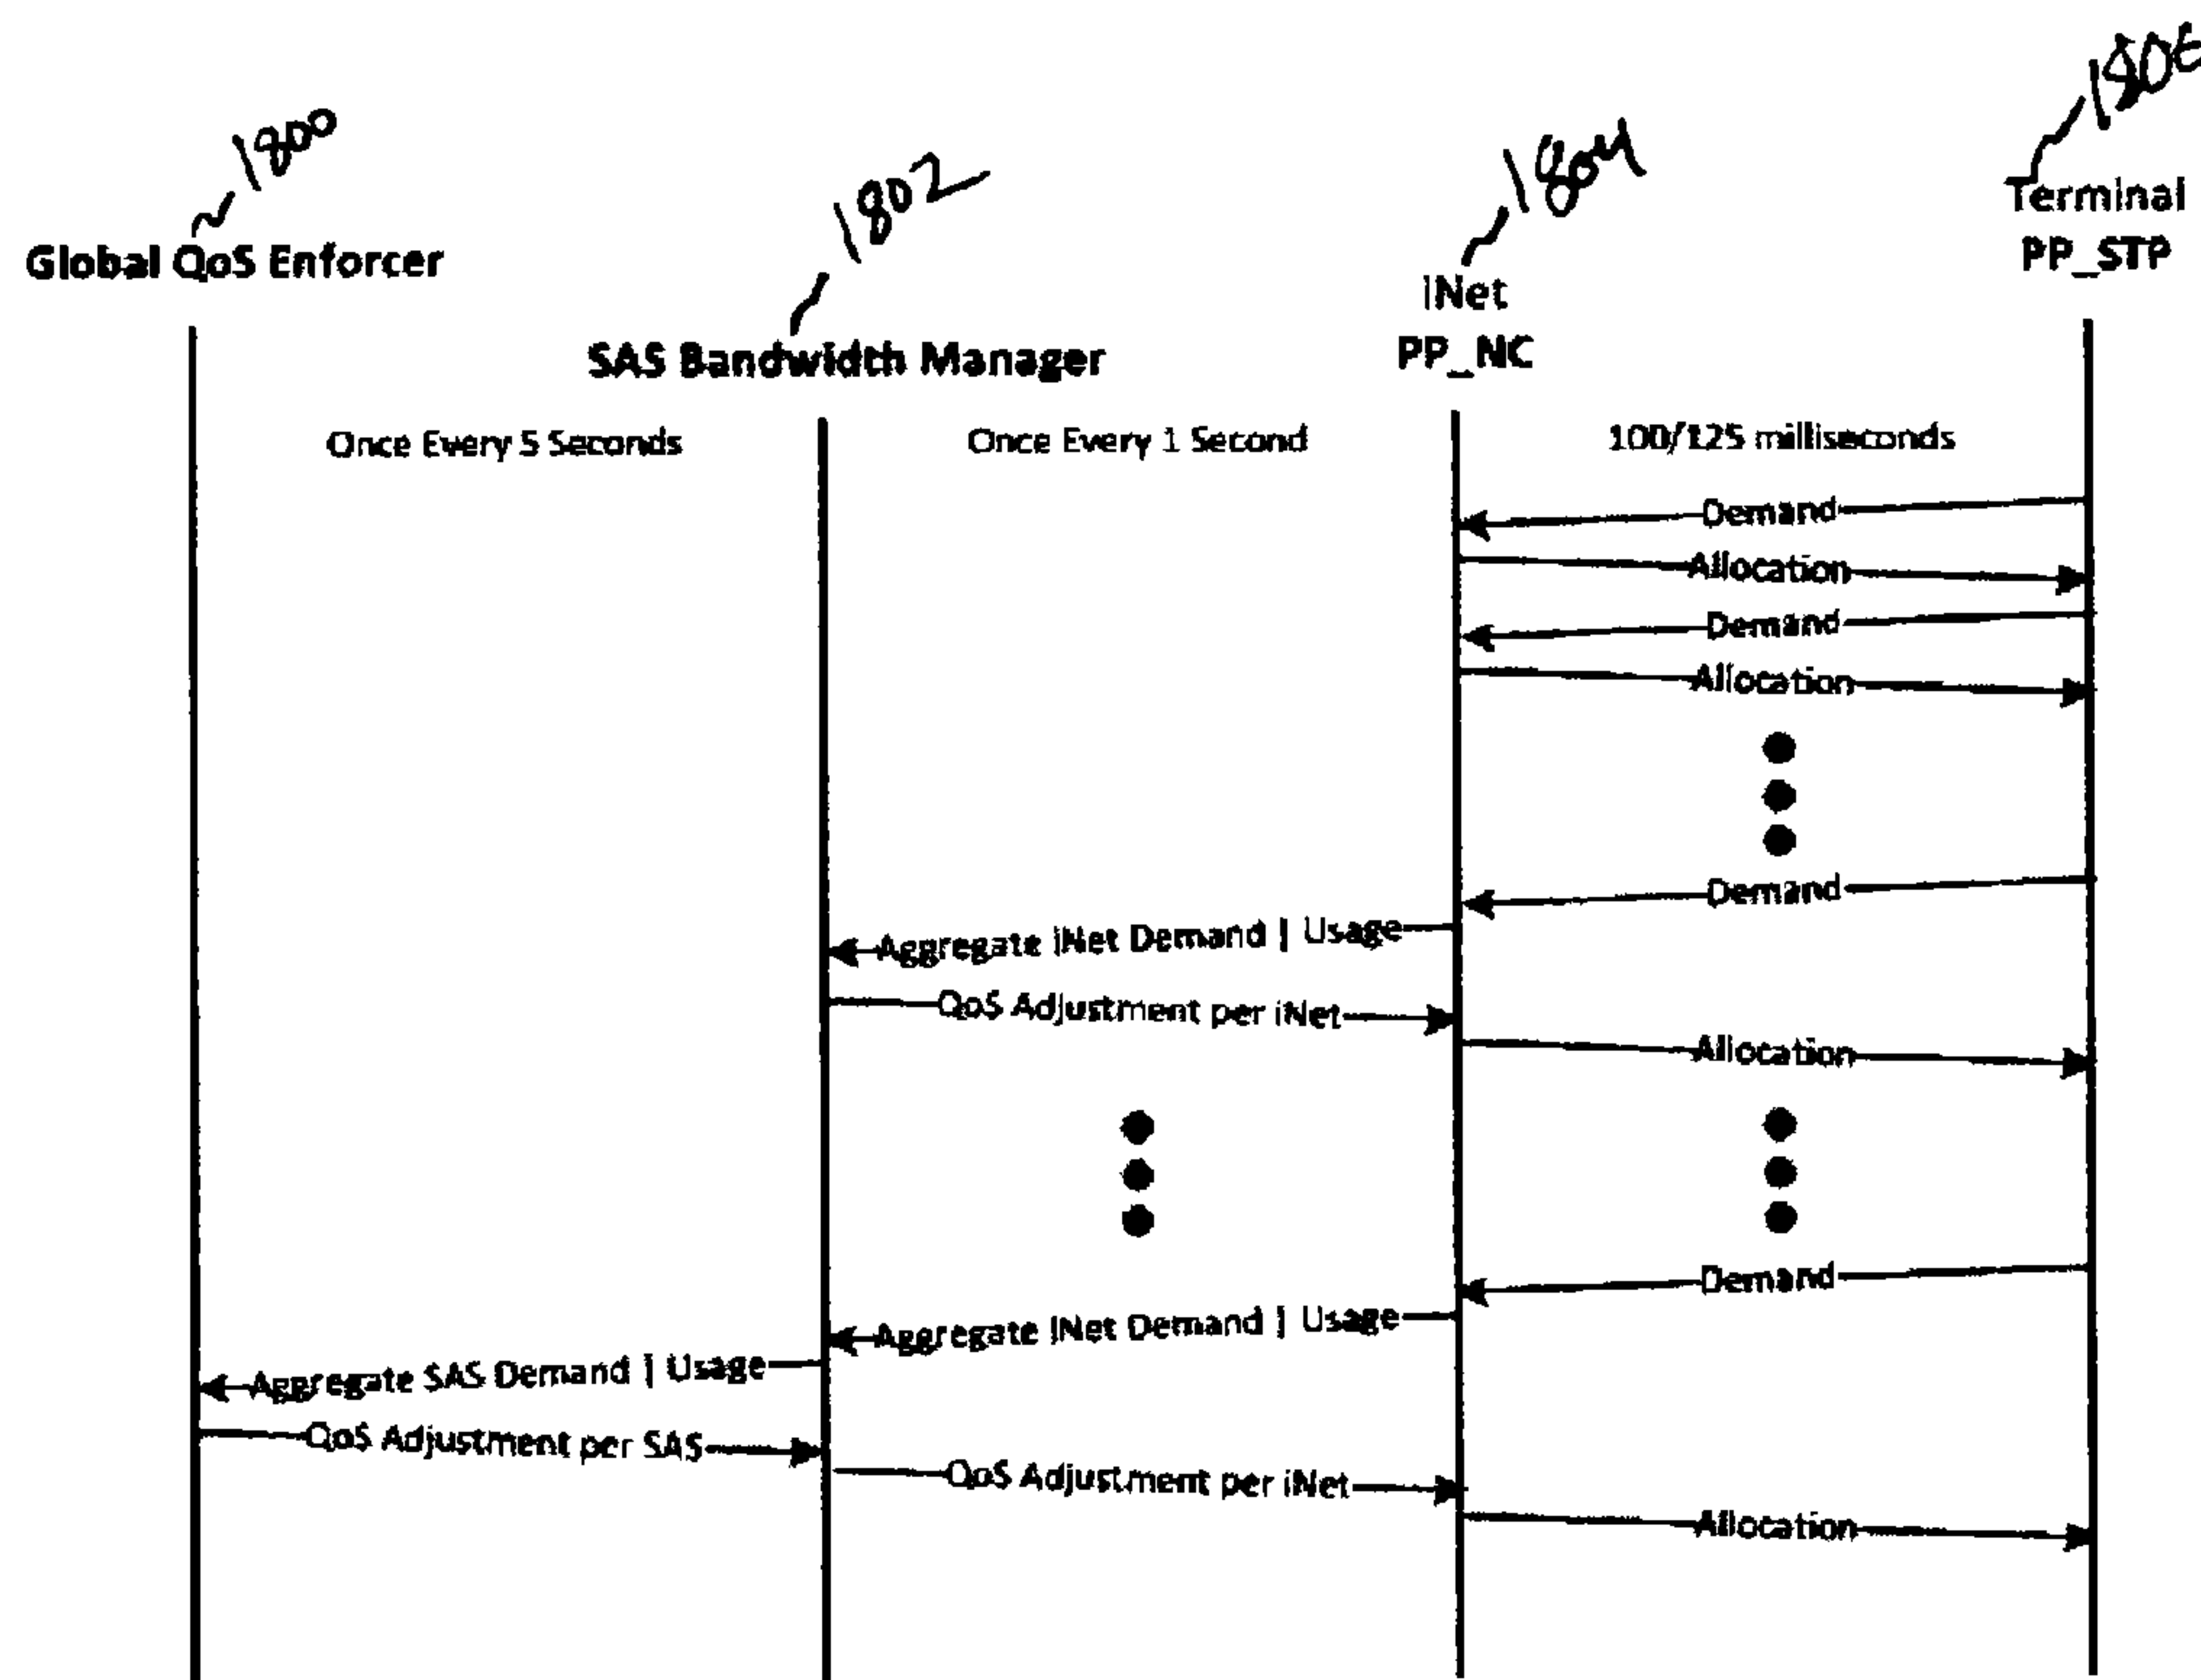 1800
1802
1804
Global QoS Enforcer
SAS Bandwidth Manager
iNet
PP_NC
Terminal
PP_STP
Once Every 5 Seconds
Once Every 1 Second
100/125 milliseconds
Demand
Allocation
Demand
Allocation
Demand
Aggregate iNet Demand | Usage
QoS Adjustment per iNet
Allocation
Demand
Aggregate iNet Demand | Usage
Aggregate SAS Demand | Usage
QoS Adjustment per SAS
QoS Adjustment per iNet
Allocation